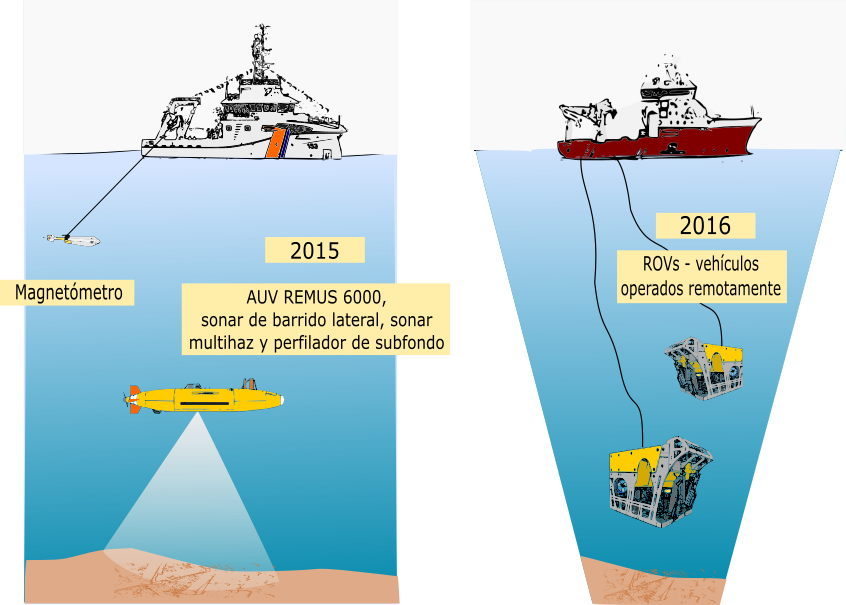 2015
Magnetómetro
AUV REMUS 6000,
sonar de barrido lateral, sonar
multihaz y perfilador de subfondo
2016
ROVs - vehículos
operados remotamente